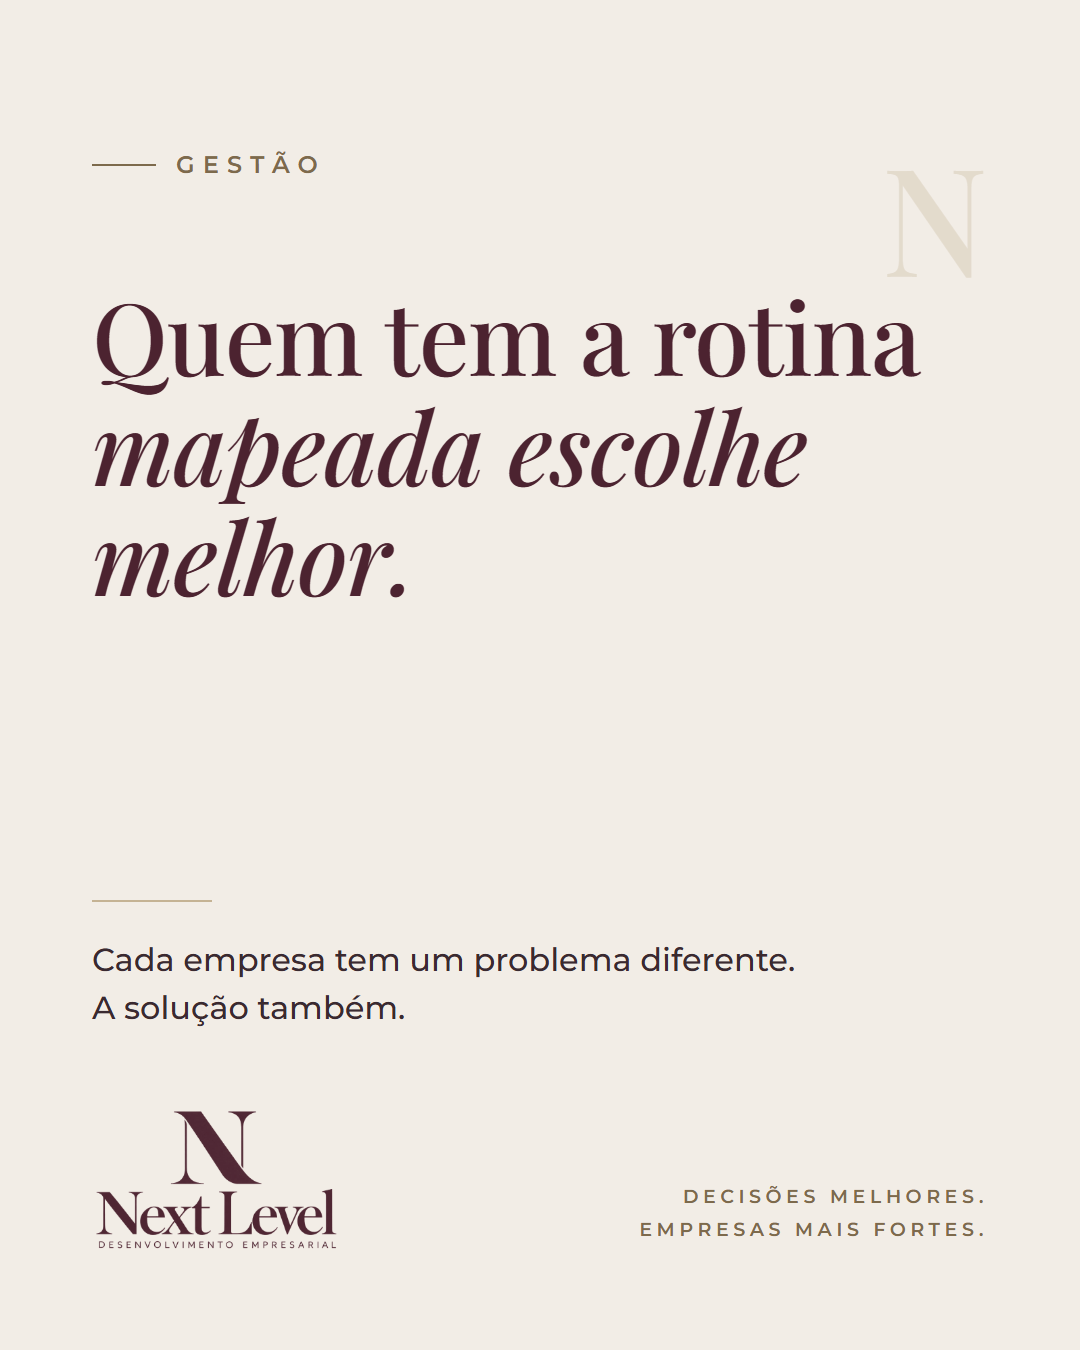 GESTÃO
N
Quem tem a rotina
mapeada escolhe
melhor.
Cada empresa tem um problema diferente.
A solução também.
N
Next Level
DESENVOLVIMENTO EMPRESARIAL
DECISÕES MELHORES.
EMPRESAS MAIS FORTES.